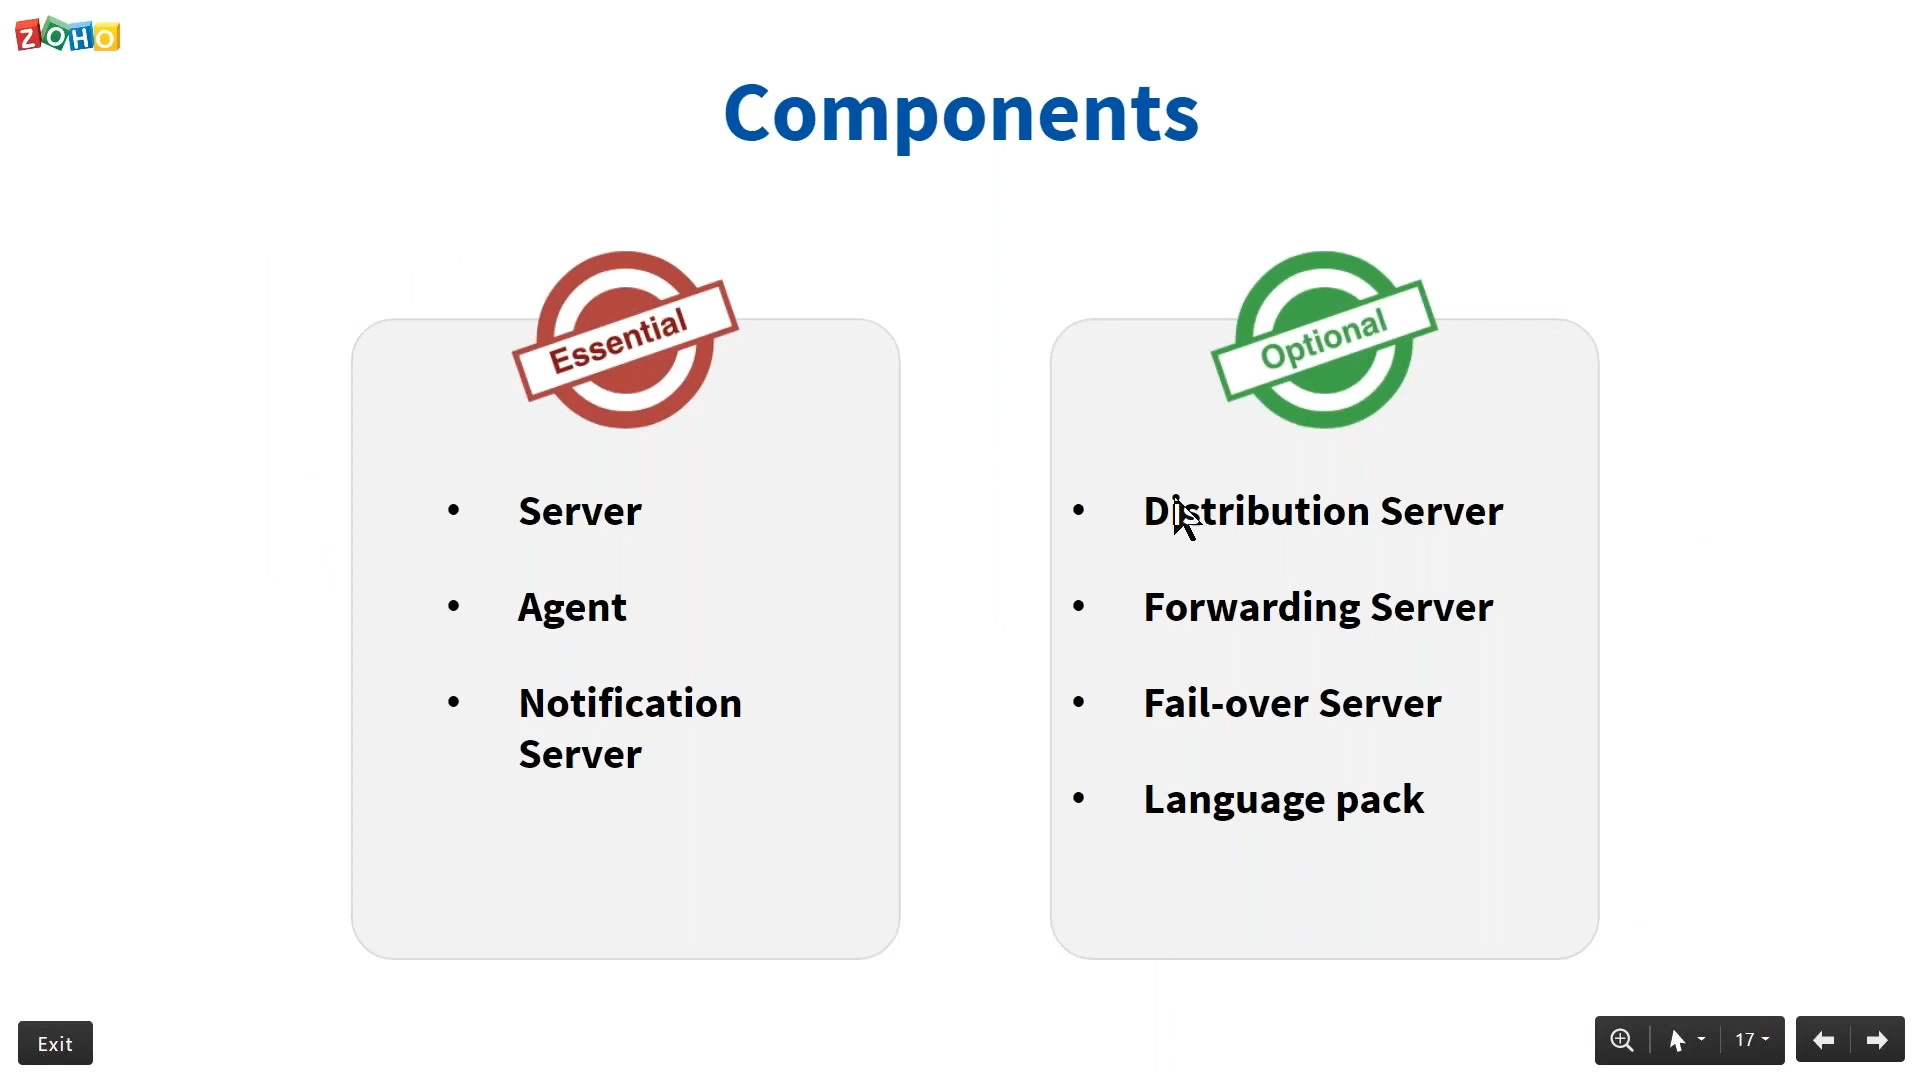 ZOHO
Components
Essential
• Server
• Agent
• Notification
Server
Optional
• Distribution Server
• Forwarding Server
• Fail-over Server
• Language pack
Exit
17